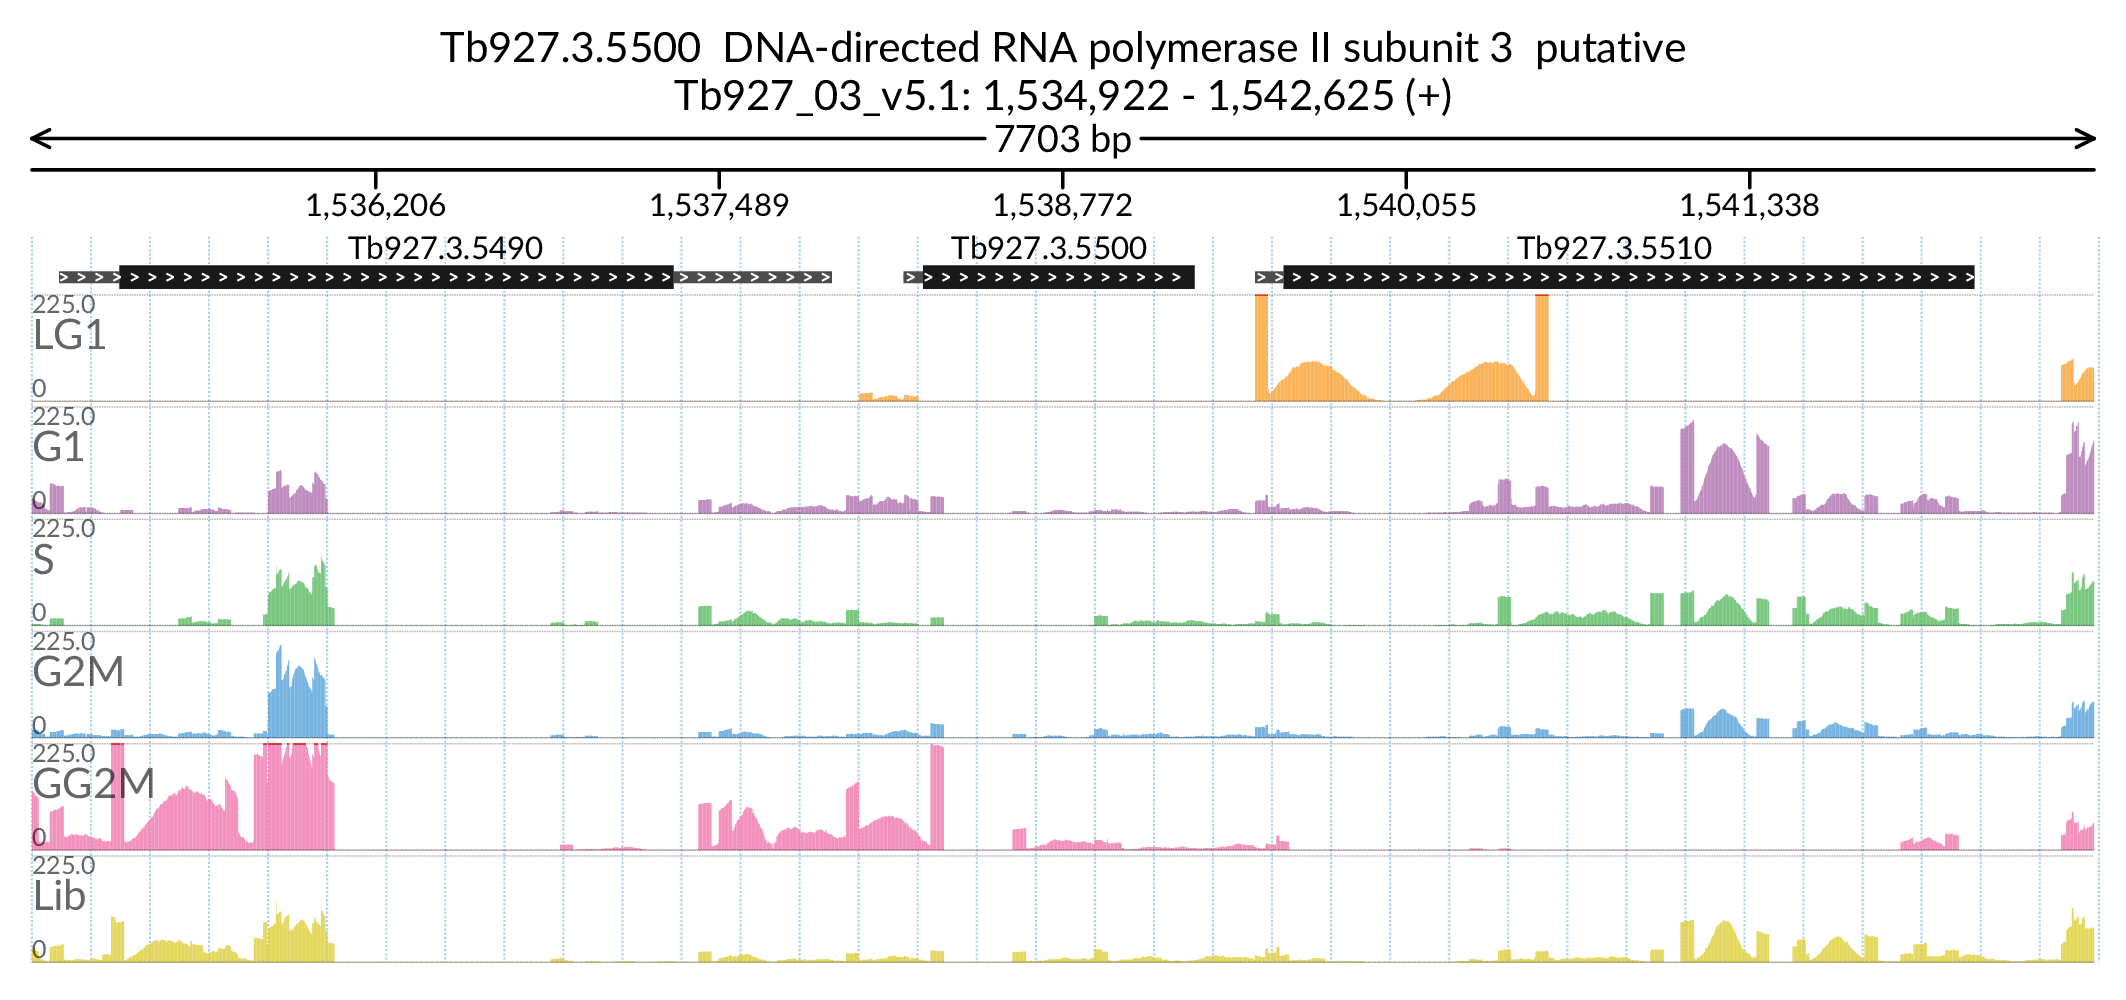 Tb927.3.5500  DNA-directed RNA polymerase II subunit 3  putative
Tb927_03_v5.1: 1,534,922 - 1,542,625 (+)
7703 bp
1,536,206 1,537,489 1,538,772 1,540,055 1,541,338
Tb927.3.5490 Tb927.3.5500 Tb927.3.5510
225.0
LG1
0
225.0
G1
0
225.0
S
0
225.0
G2M
0
225.0
GG2M
0
225.0
Lib
0